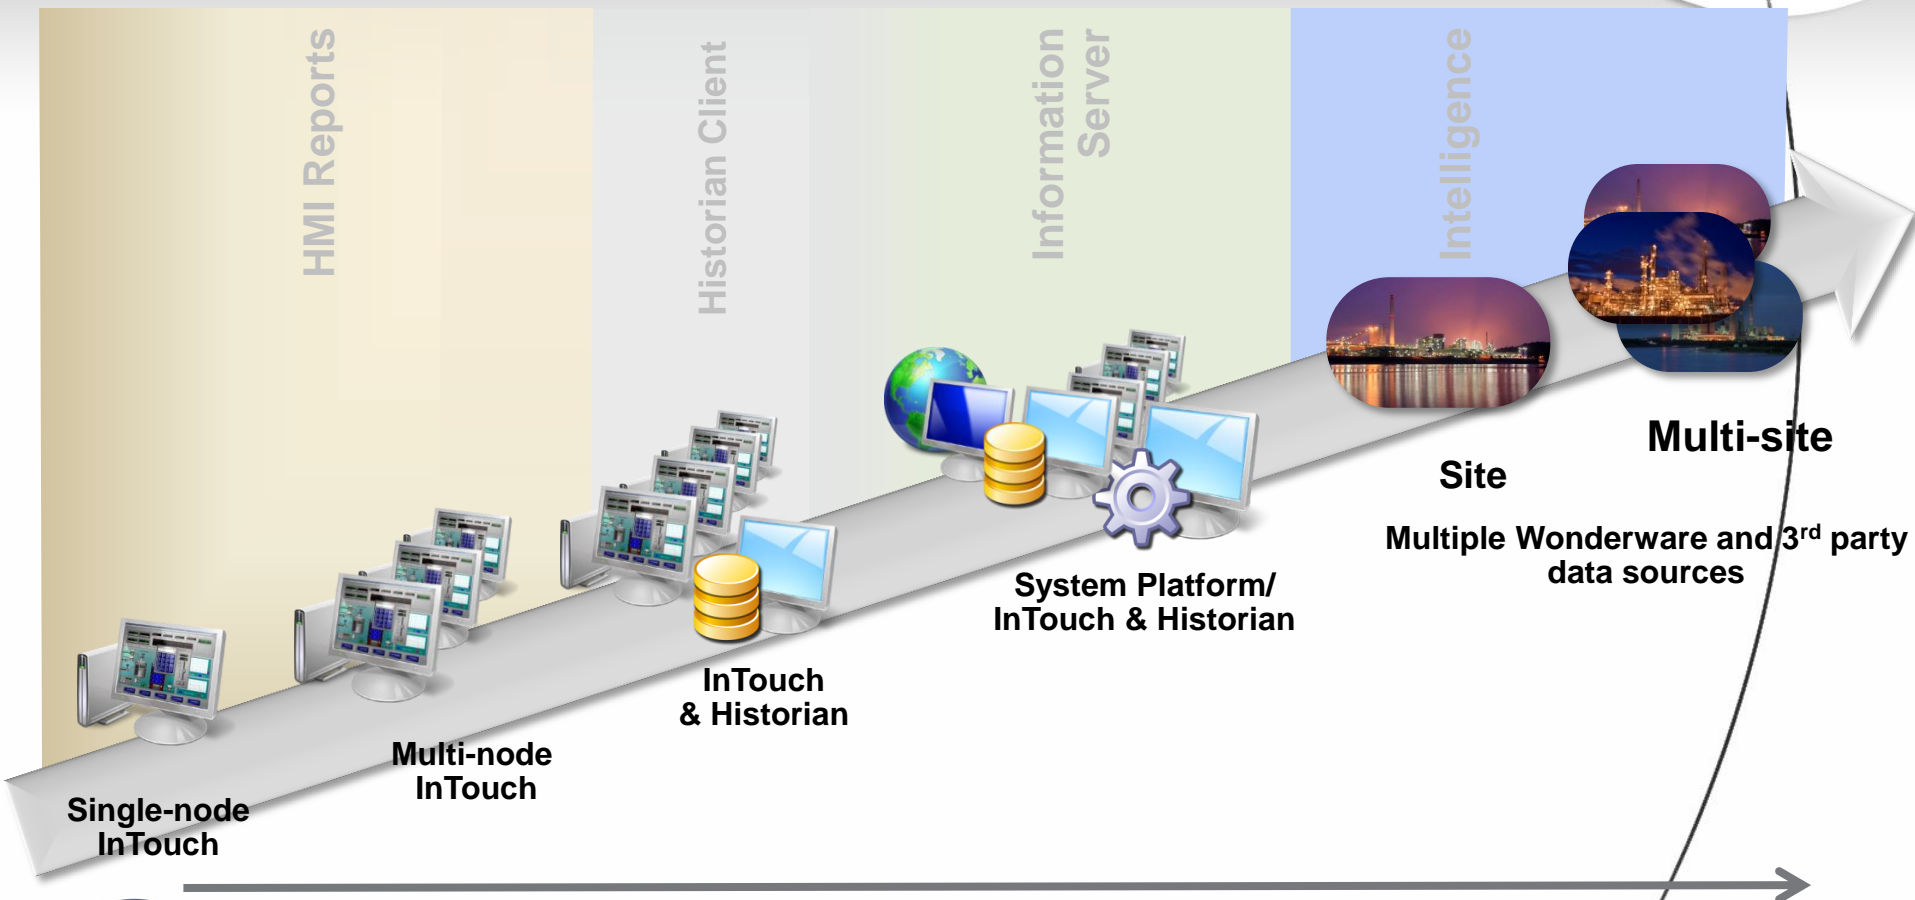 HMI Reports
Historian Client
Information
Server
Intelligence
Single-node
InTouch
Multi-node
InTouch
InTouch
& Historian
System Platform/
InTouch & Historian
Site
Multi-site
Multiple Wonderware and 3rd party
data sources